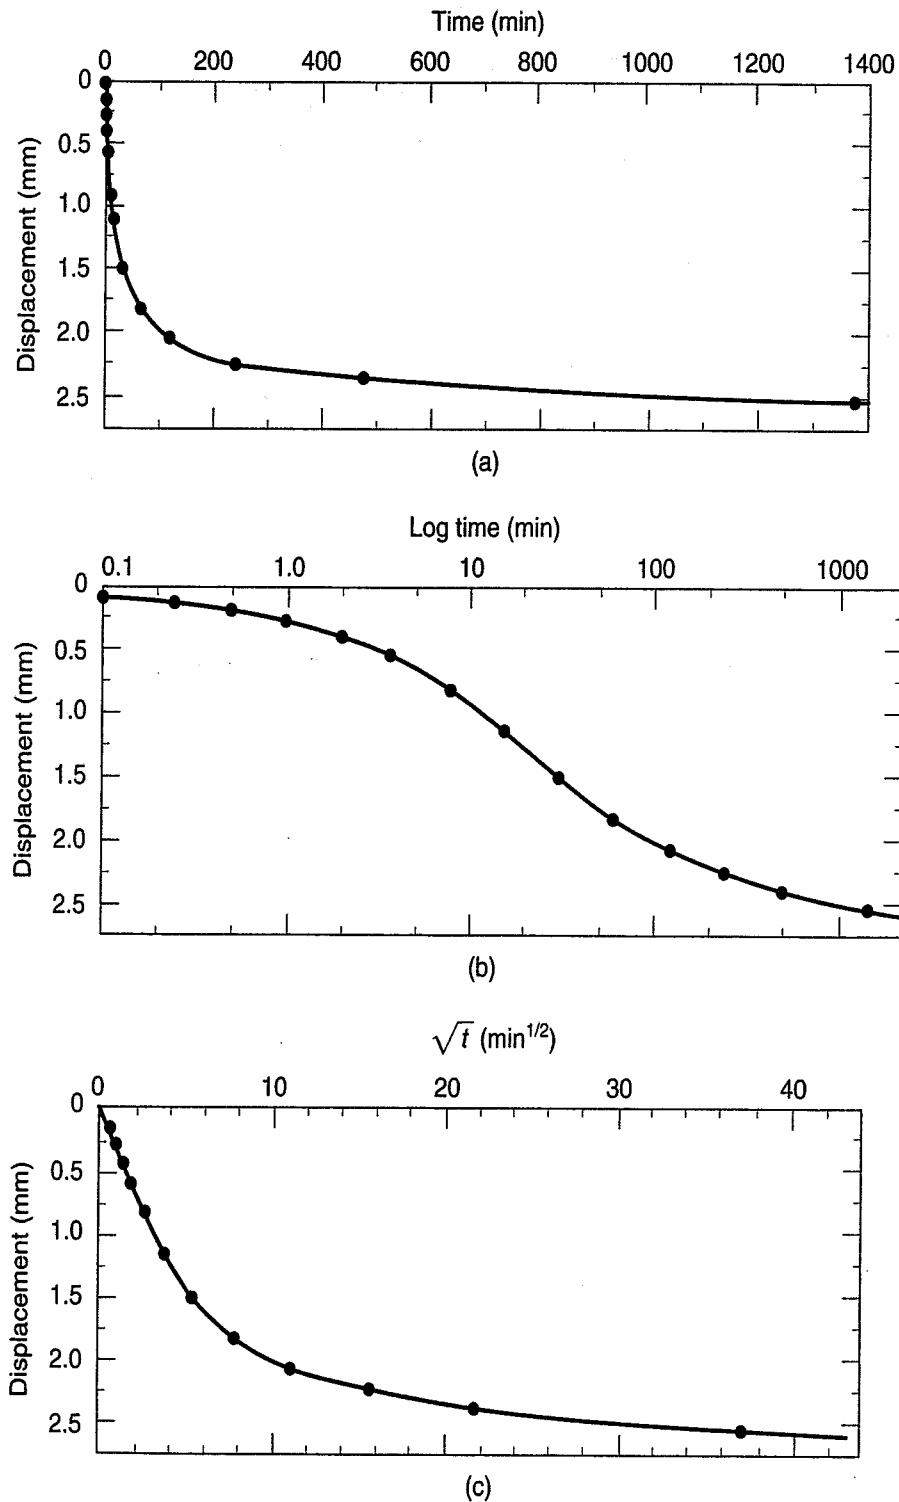 Time (min)
0 200 400 600 800 1000 1200 1400
0
0.5
1.0
1.5
2.0
2.5
Displacement (mm)
(a)
Log time (min)
0.1 1.0 10 100 1000
0
0.5
1.0
1.5
2.0
2.5
Displacement (mm)
(b)
√t (min^1/2)
0 10 20 30 40
0
0.5
1.0
1.5
2.0
2.5
Displacement (mm)
(c)